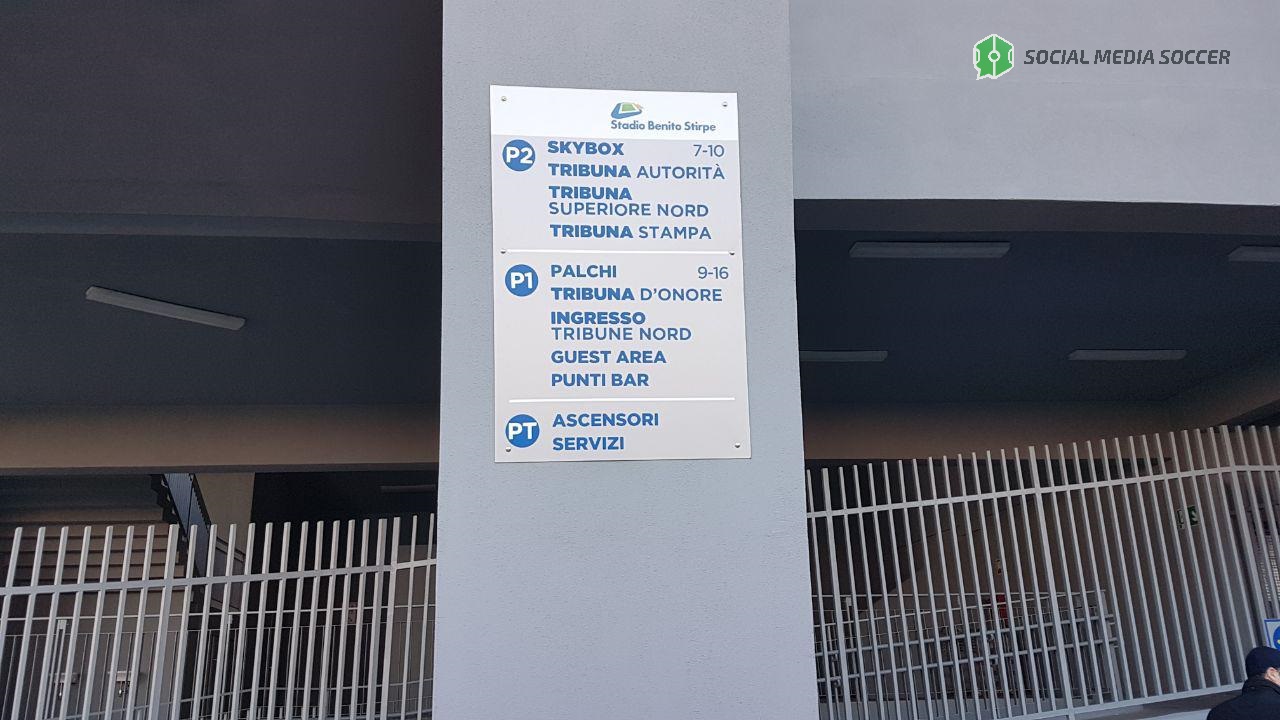 SOCIAL MEDIA SOCCER
Stadio Benito Stirpe
P2 SKYBOX 7-10
TRIBUNA AUTORITÀ
TRIBUNA
SUPERIORE NORD
TRIBUNA STAMPA
P1 PALCHI 9-16
TRIBUNA D'ONORE
INGRESSO
TRIBUNE NORD
GUEST AREA
PUNTI BAR
PT ASCENSORI
SERVIZI